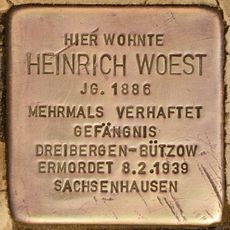 HIER WOHNTE
HEINRICH WOEST
JG. 1886
MEHRMALS VERHAFTET
GEFÄNGNIS
DREIBERGEN-BÜTZOW
ERMORDET 8.2.1939
SACHSENHAUSEN